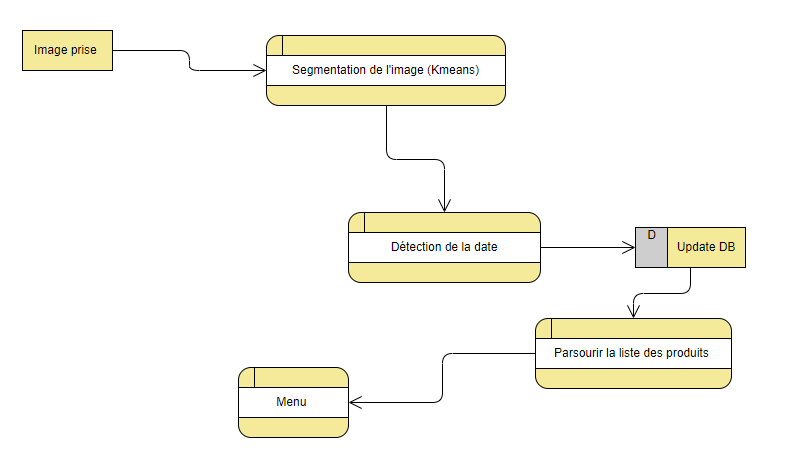 Image prise
Segmentation de l'image (Kmeans)
Détection de la date
D
Update DB
Parsourir la liste des produits
Menu